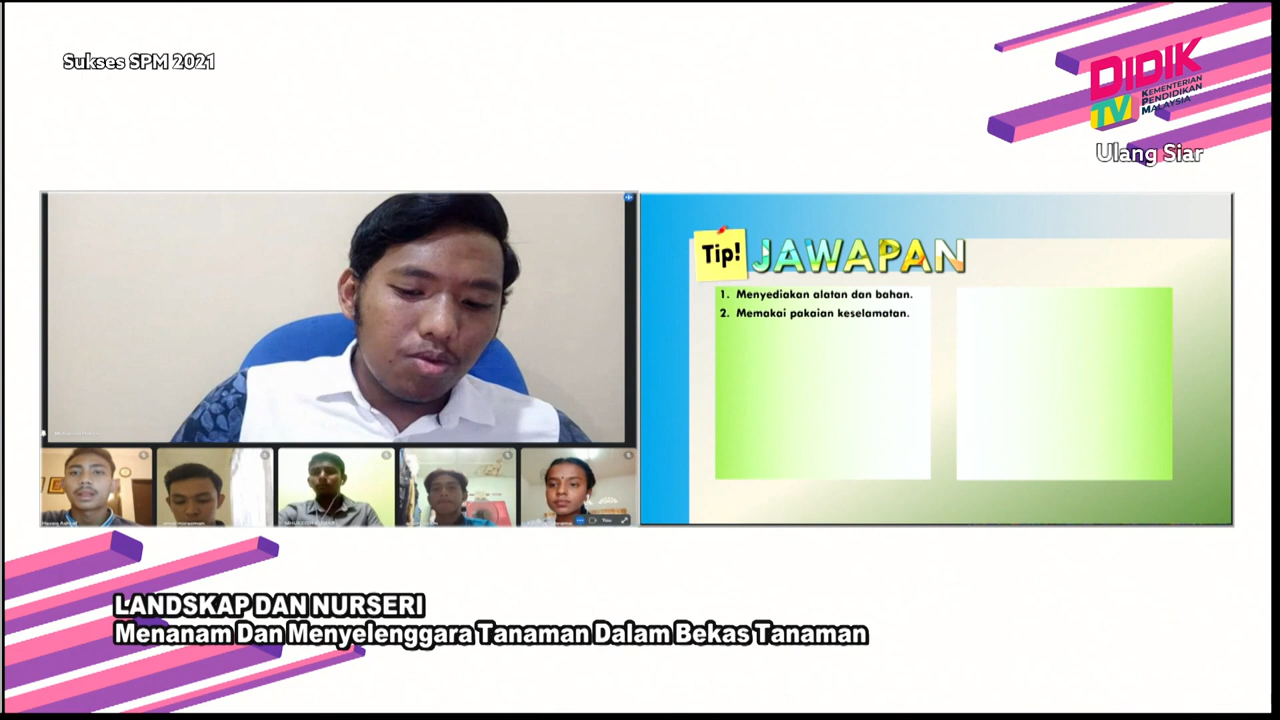 Sukses SPM 2021
DIDIK
TV
KEMENTERIAN
PENDIDIKAN
MALAYSIA
Ulang Siar
Tip! JAWAPAN
1. Menyediakan alatan dan bahan.
2. Memakai pakaian keselamatan.
You
LANDSKAP DAN NURSERI
Menanam Dan Menyelenggara Tanaman Dalam Bekas Tanaman